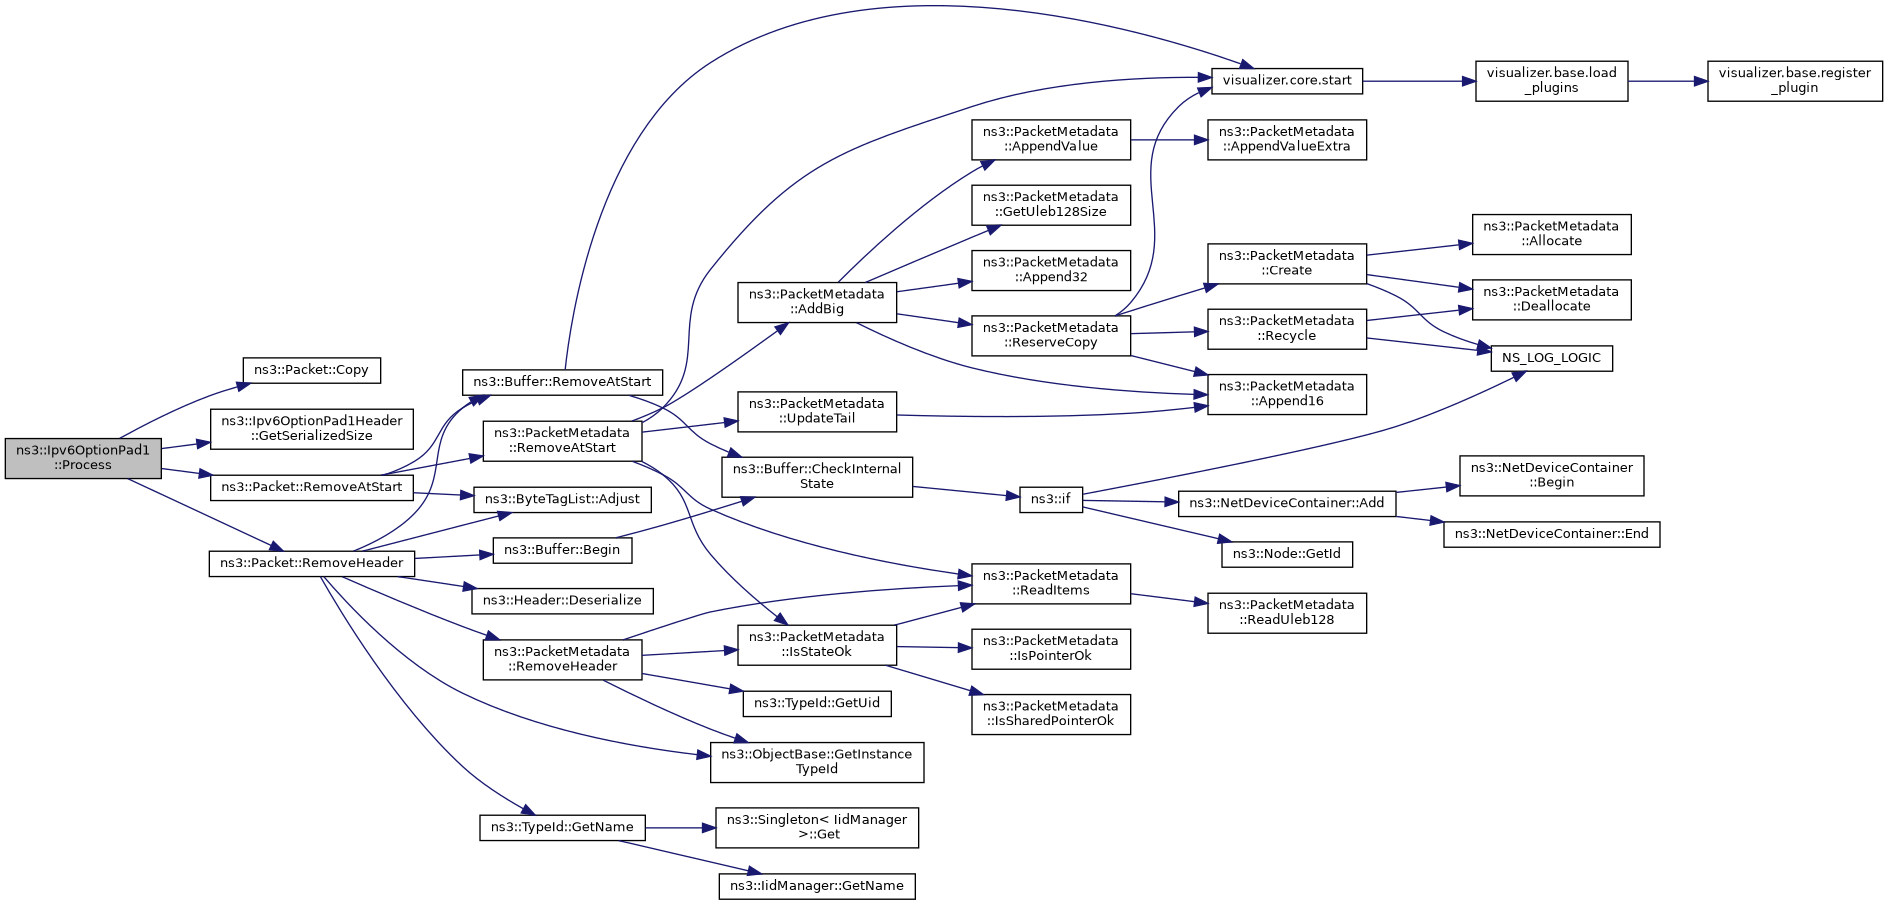 ns3::Ipv6OptionPad1
::Process
ns3::Packet::Copy
ns3::Ipv6OptionPad1Header
::GetSerializedSize
ns3::Packet::RemoveAtStart
ns3::Packet::RemoveHeader
ns3::Buffer::RemoveAtStart
ns3::PacketMetadata
::RemoveAtStart
ns3::ByteTagList::Adjust
ns3::Buffer::Begin
ns3::Header::Deserialize
ns3::PacketMetadata
::RemoveHeader
ns3::TypeId::GetName
ns3::PacketMetadata
::AddBig
ns3::PacketMetadata
::UpdateTail
ns3::Buffer::CheckInternal
State
ns3::PacketMetadata
::IsStateOk
ns3::TypeId::GetUid
ns3::ObjectBase::GetInstance
TypeId
ns3::Singleton< IidManager
>::Get
ns3::IidManager::GetName
ns3::PacketMetadata
::AppendValue
ns3::PacketMetadata
::GetUleb128Size
ns3::PacketMetadata
::Append32
ns3::PacketMetadata
::ReserveCopy
ns3::if
ns3::PacketMetadata
::ReadItems
ns3::PacketMetadata
::IsPointerOk
ns3::PacketMetadata
::IsSharedPointerOk
visualizer.core.start
ns3::PacketMetadata
::AppendValueExtra
ns3::PacketMetadata
::Create
ns3::PacketMetadata
::Recycle
ns3::PacketMetadata
::Append16
ns3::NetDeviceContainer::Add
ns3::Node::GetId
ns3::PacketMetadata
::ReadUleb128
visualizer.base.load
_plugins
ns3::PacketMetadata
::Allocate
ns3::PacketMetadata
::Deallocate
NS_LOG_LOGIC
ns3::NetDeviceContainer
::Begin
ns3::NetDeviceContainer::End
visualizer.base.register
_plugin